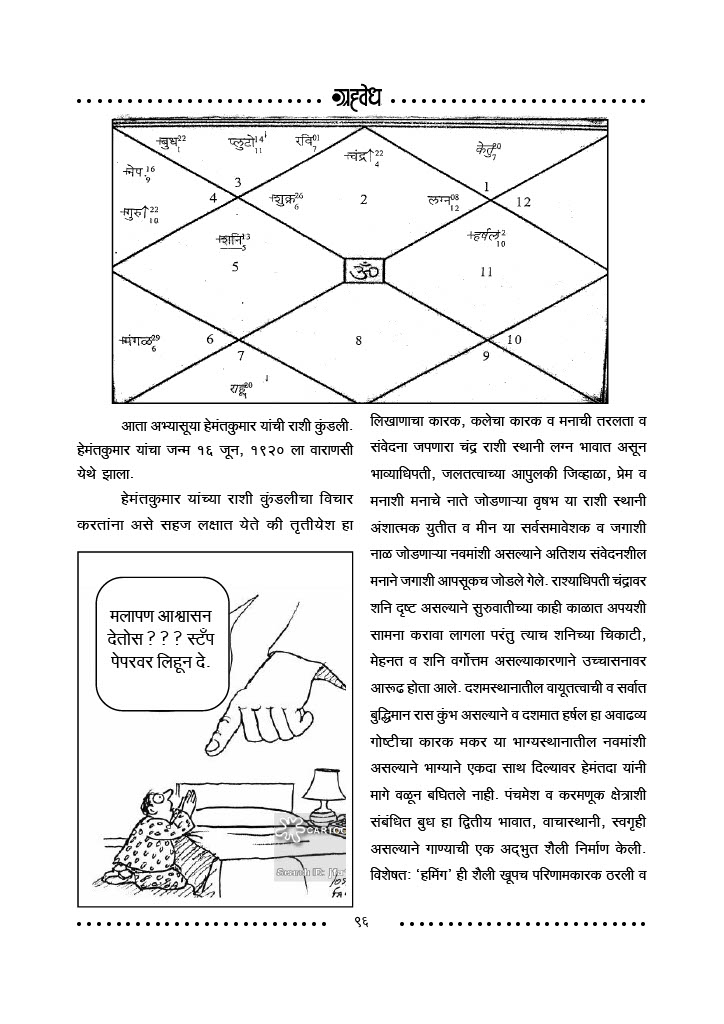 ग्रहवेध
बुध 22 1
प्लुटो 14 11
रवि 01 7
चंद्र↑ 22 4
केतु 20 7
नेप. 16 9
3
1
4
शुक्र 26 6
2
लग्न 08 12
12
गुरु↑ 22 10
शनि 13 5
हर्षल 2 10
5
ॐ
11
मंगळ 29 6
6
8
10
7
9
राहू 20 1
आता अभ्यासूया हेमंतकुमार यांची राशी कुंडली.
हेमंतकुमार यांचा जन्म १६ जून, १९२० ला वाराणसी
येथे झाला.
हेमंतकुमार यांच्या राशी कुंडलीचा विचार
करतांना असे सहज लक्षात येते की तृतीयेश हा
मलापण आश्वासन
देतोस ? ? ? स्टँप
पेपरवर लिहून दे.
CARTOO
Search ID: jfa
लिखाणाचा कारक, कलेचा कारक व मनाची तरलता व
संवेदना जपणारा चंद्र राशी स्थानी लग्न भावात असून
भाव्याधिपती, जलतत्वाच्या आपुलकी जिव्हाळा, प्रेम व
मनाशी मनाचे नाते जोडणाऱ्या वृषभ या राशी स्थानी
अंशात्मक युतीत व मीन या सर्वसमावेशक व जगाशी
नाळ जोडणाऱ्या नवमांशी असल्याने अतिशय संवेदनशील
मनाने जगाशी आपसूकच जोडले गेले. राश्याधिपती चंद्रावर
शनि दृष्ट असल्याने सुरुवातीच्या काही काळात अपयशी
सामना करावा लागला परंतु त्याच शनिच्या चिकाटी,
मेहनत व शनि वर्गोत्तम असल्याकारणाने उच्चासनावर
आरूढ होता आले. दशमस्थानातील वायूतत्वाची व सर्वात
बुद्धिमान रास कुंभ असल्याने व दशमात हर्षल हा अवाढव्य
गोष्टीचा कारक मकर या भाग्यस्थानातील नवमांशी
असल्याने भाग्याने एकदा साथ दिल्यावर हेमंतदा यांनी
मागे वळून बघितले नाही. पंचमेश व करमणूक क्षेत्राशी
संबंधित बुध हा द्वितीय भावात, वाचास्थानी, स्वगृही
असल्याने गाण्याची एक अद्‌भुत शैली निर्माण केली.
विशेषत: ‘हमिंग’ ही शैली खूपच परिणामकारक ठरली व
९६